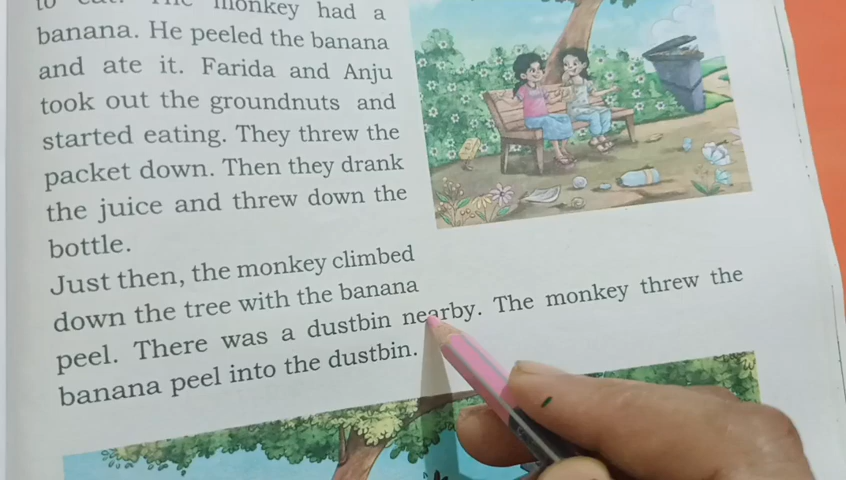 to eat. The monkey had a
banana. He peeled the banana
and ate it. Farida and Anju
took out the groundnuts and
started eating. They threw the
packet down. Then they drank
the juice and threw down the
bottle.
Just then, the monkey climbed
down the tree with the banana
peel. There was a dustbin nearby. The monkey threw the
banana peel into the dustbin.